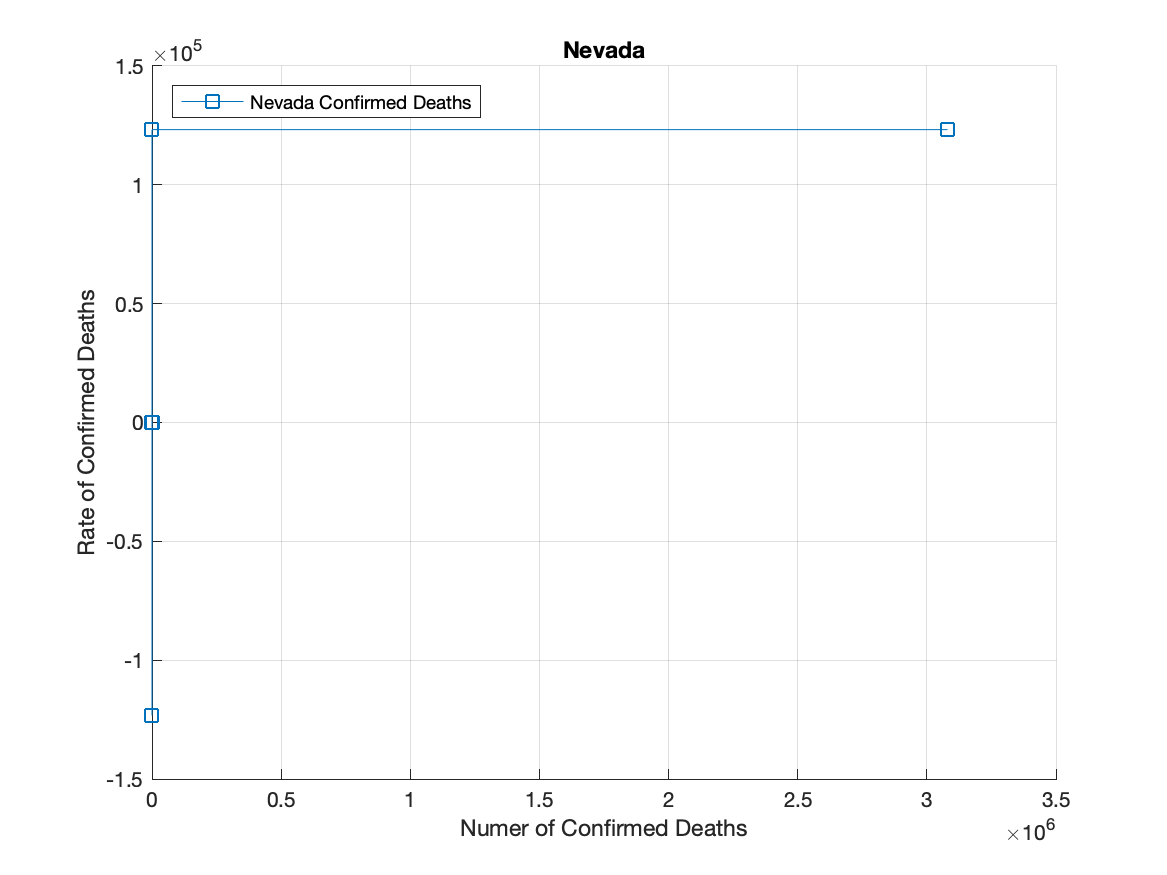 Nevada
×10^5
1.5
1
0.5
0
-0.5
-1
-1.5
Nevada Confirmed Deaths
Rate of Confirmed Deaths
0 0.5 1 1.5 2 2.5 3 3.5
Numer of Confirmed Deaths
×10^6